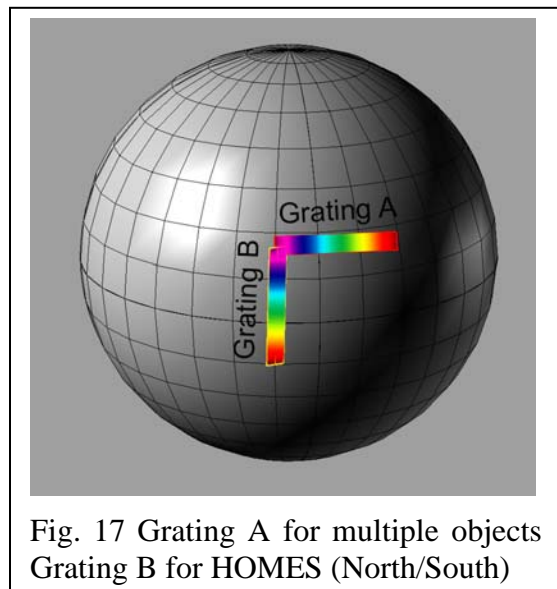 Grating A
Grating B
Fig. 17 Grating A for multiple objects
Grating B for HOMES (North/South)